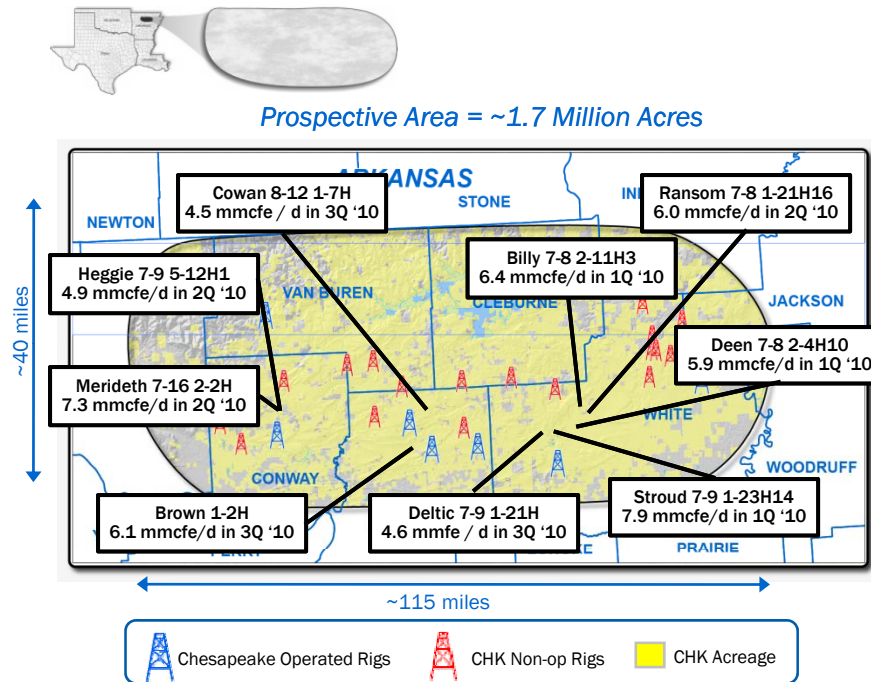 Prospective Area = ~1.7 Million Acres
ARKANSAS
Cowan 8-12 1-7H
4.5 mmcfe / d in 3Q ‘10
STONE
Ransom 7-8 1-21H16
6.0 mmcfe/d in 2Q ‘10
NEWTON
Billy 7-8 2-11H3
6.4 mmcfe/d in 1Q ‘10
Heggie 7-9 5-12H1
4.9 mmcfe/d in 2Q ‘10
VAN BUREN
CLEBURNE
JACKSON
~40 miles
Deen 7-8 2-4H10
5.9 mmcfe/d in 1Q ‘10
Merideth 7-16 2-2H
7.3 mmcfe/d in 2Q ‘10
WHITE
CONWAY
WOODRUFF
Brown 1-2H
6.1 mmcfe/d in 3Q ‘10
Deltic 7-9 1-21H
4.6 mmfe / d in 3Q ‘10
Stroud 7-9 1-23H14
7.9 mmcfe/d in 1Q ‘10
PERRY
PRAIRIE
~115 miles
Chesapeake Operated Rigs
CHK Non-op Rigs
CHK Acreage